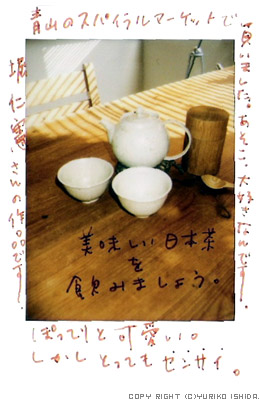 青山のスパイラルマーケットで
買いました。あそこ、大好きなんです。
堀 仁憲さんの作品です。
美味しい日本茶
を
飲みましょう。
ぽってりと可愛い。
しかしとってもセンサイ。
COPY RIGHT (C)YURIKO ISHIDA.